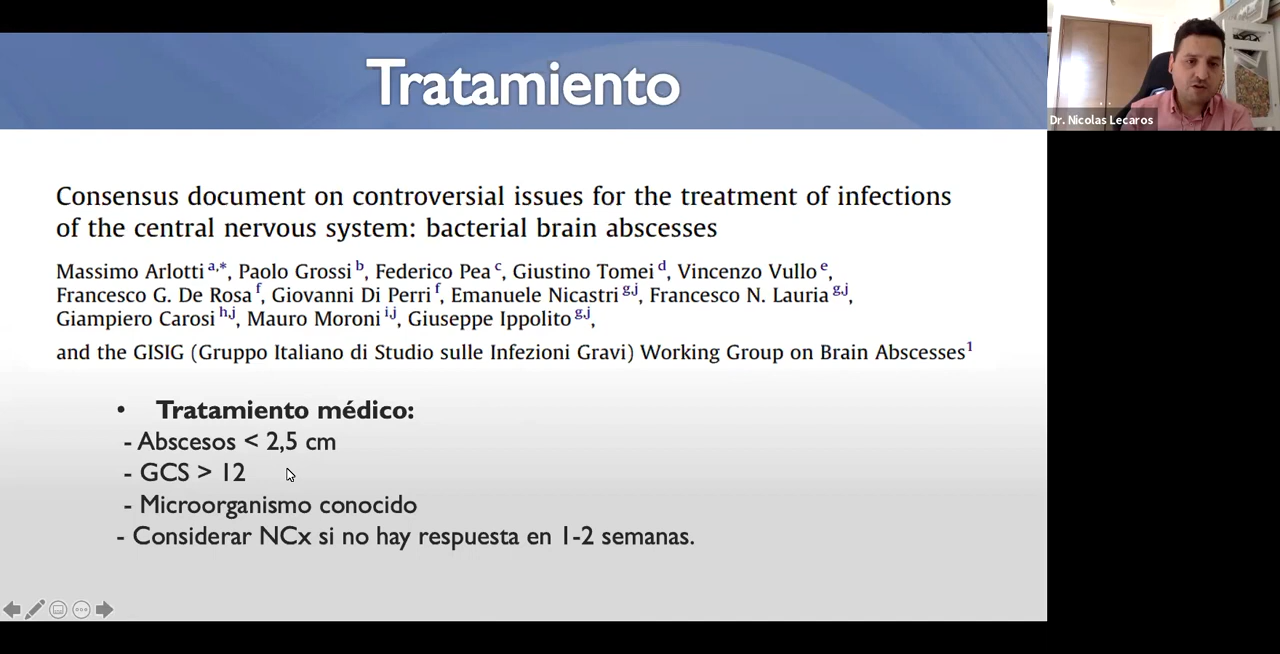 Tratamiento
Dr. Nicolas Lecaros
Consensus document on controversial issues for the treatment of infections
of the central nervous system: bacterial brain abscesses
Massimo Arlotti a,*, Paolo Grossi b, Federico Pea c, Giustino Tomei d, Vincenzo Vullo e,
Francesco G. De Rosa f, Giovanni Di Perri f, Emanuele Nicastri g,j, Francesco N. Lauria g,j,
Giampiero Carosi h,j, Mauro Moroni i,j, Giuseppe Ippolito g,j,
and the GISIG (Gruppo Italiano di Studio sulle Infezioni Gravi) Working Group on Brain Abscesses 1
• Tratamiento médico:
- Abscesos < 2,5 cm
- GCS > 12
- Microorganismo conocido
- Considerar NCx si no hay respuesta en 1-2 semanas.